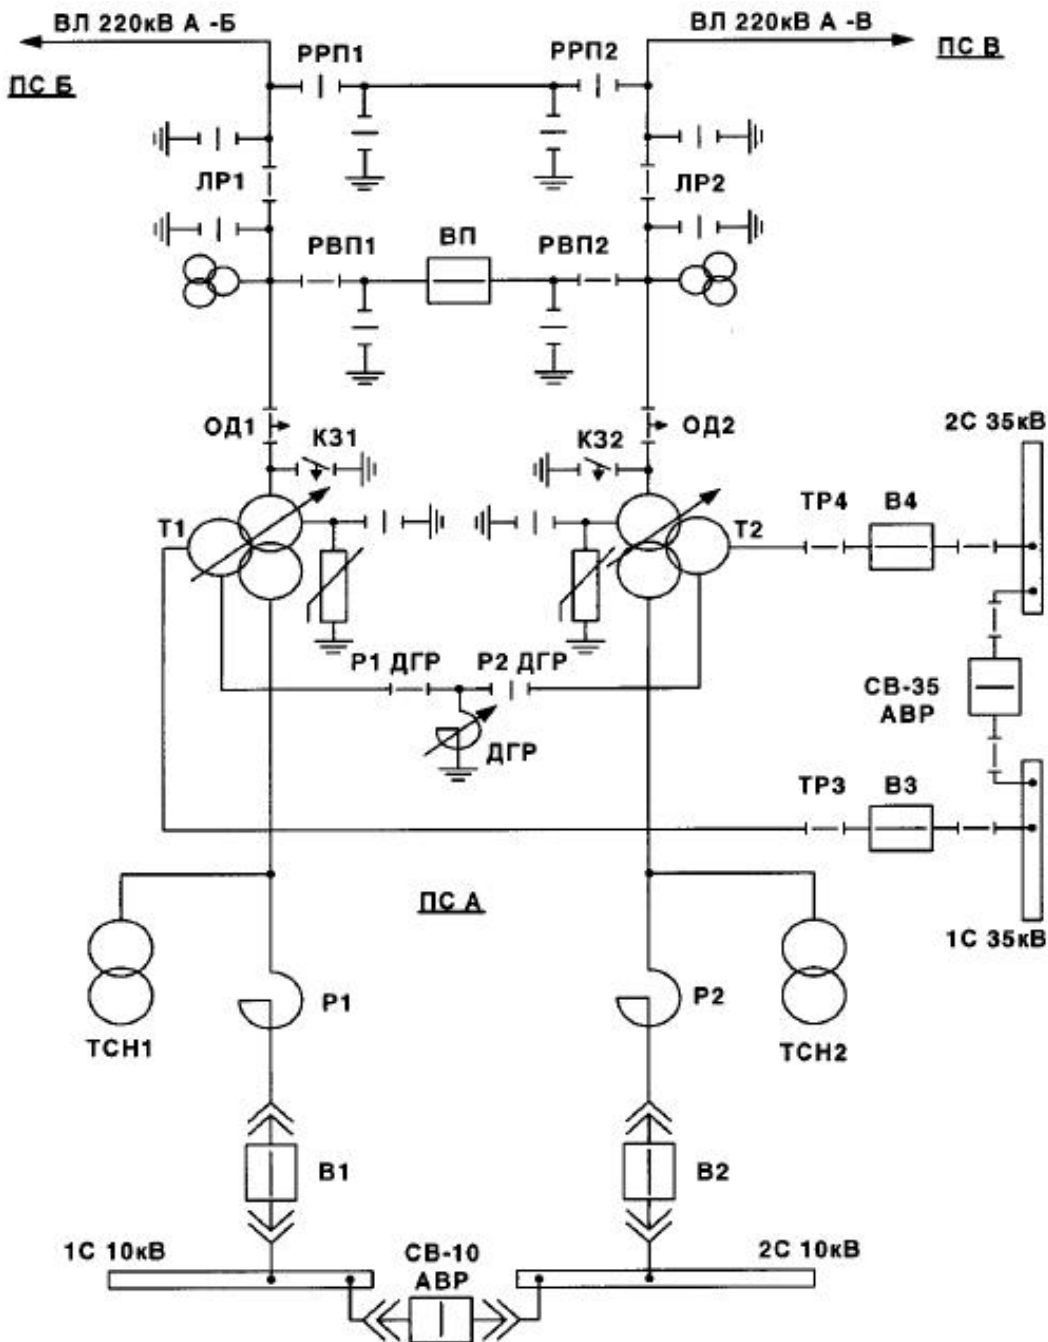 ВЛ 220кВ А -Б
ВЛ 220кВ А -В
ПС Б
РРП1
РРП2
ПС В
ЛР1
ЛР2
РВП1
ВП
РВП2
ОД1
КЗ1
КЗ2
ОД2
2С 35кВ
Т1
Т2
ТР4
В4
Р1 ДГР
Р2 ДГР
СВ-35
АВР
ДГР
ТР3
В3
ПС А
1С 35кВ
Р1
Р2
ТСН1
ТСН2
В1
В2
1С 10кВ
СВ-10
АВР
2С 10кВ